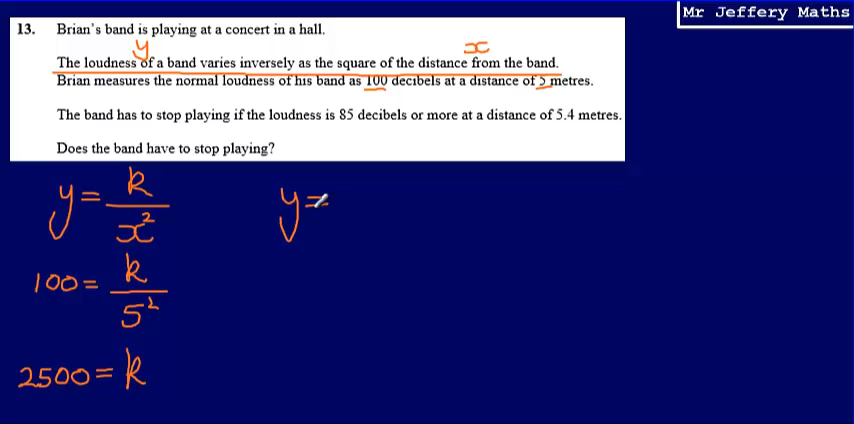 Mr Jeffery Maths
13. Brian's band is playing at a concert in a hall.
y x
The loudness of a band varies inversely as the square of the distance from the band.
Brian measures the normal loudness of his band as 100 decibels at a distance of 5 metres.
The band has to stop playing if the loudness is 85 decibels or more at a distance of 5.4 metres.
Does the band have to stop playing?
y = k / x² y =
100 = k / 5²
2500 = k